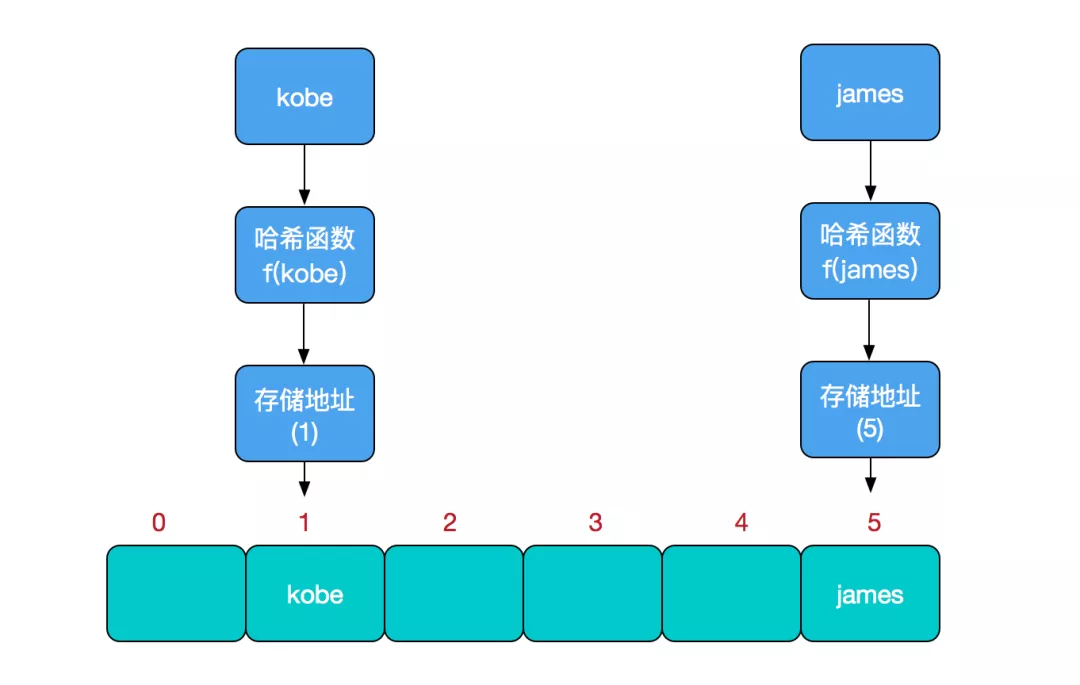 kobe
james
哈希函数
f(kobe)
哈希函数
f(james)
存储地址
(1)
存储地址
(5)
0 1 2 3 4 5
kobe james